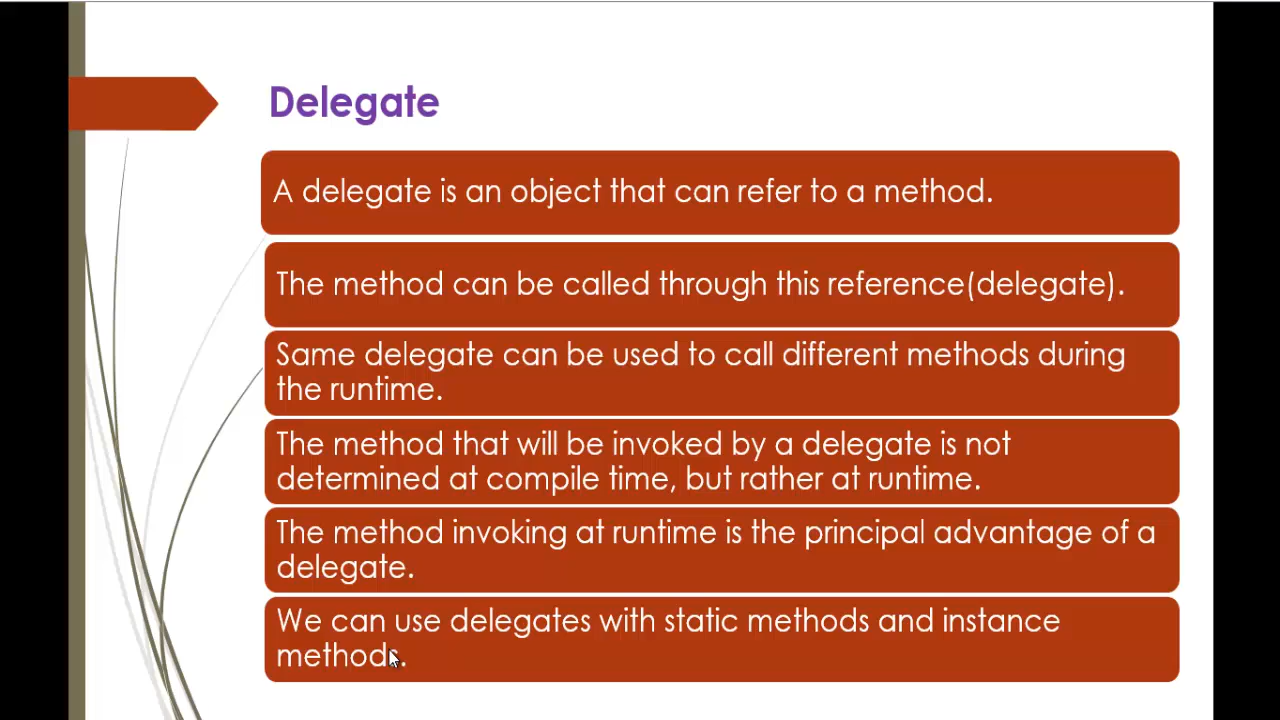 Delegate
A delegate is an object that can refer to a method.
The method can be called through this reference(delegate).
Same delegate can be used to call different methods during
the runtime.
The method that will be invoked by a delegate is not
determined at compile time, but rather at runtime.
The method invoking at runtime is the principal advantage of a
delegate.
We can use delegates with static methods and instance
methods.